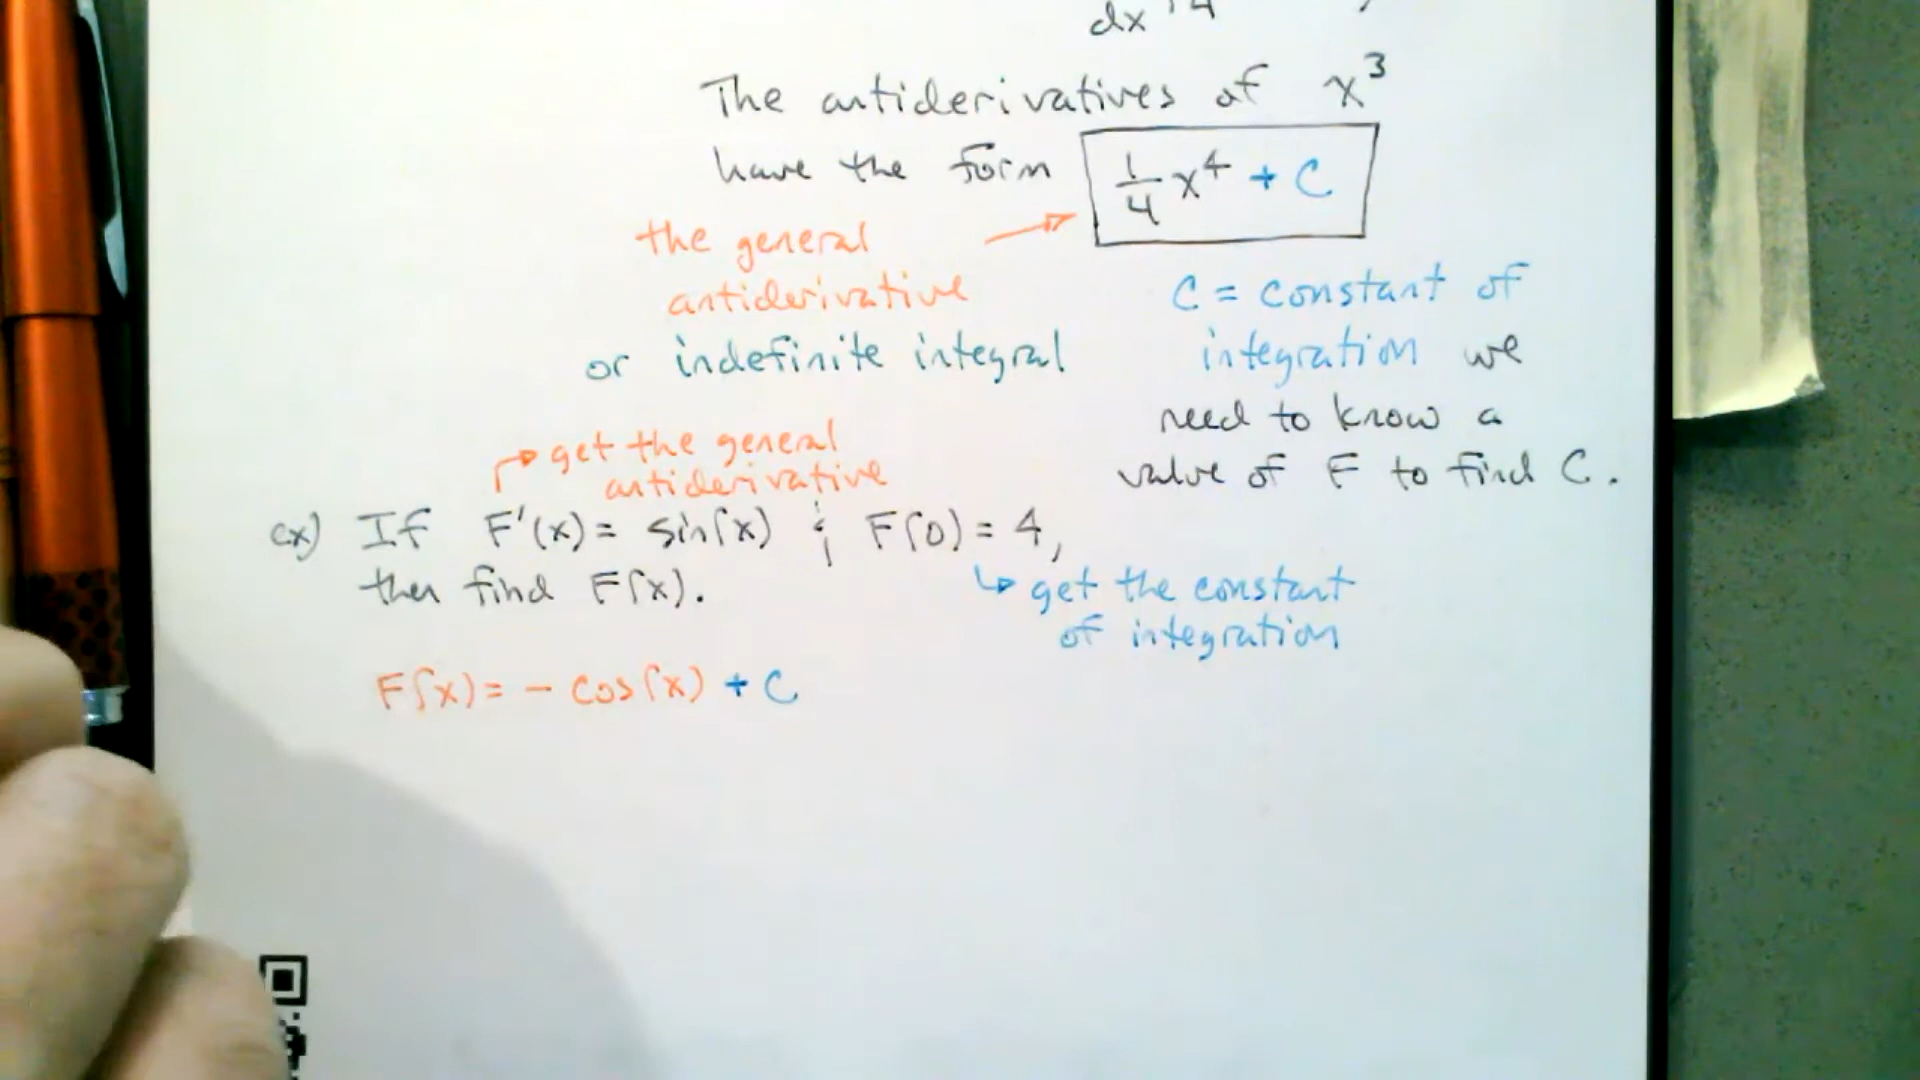 dx 4
The antiderivatives of x³
have the form 1/4 x⁴ + C
the general
antiderivative
or indefinite integral
C = constant of
integration we
need to know a
value of F to find C.
get the general
antiderivative
ex) If F'(x) = sin(x) & F(0) = 4,
then find F(x).
get the constant
of integration
F(x) = - cos(x) + C